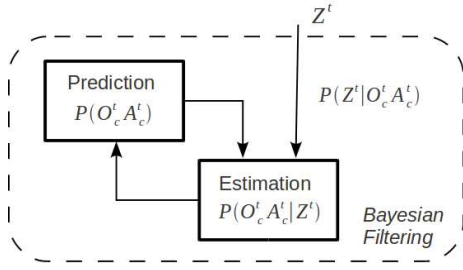 Z^t
Prediction
P(O_c^t A_c^t)
P(Z^t|O_c^t A_c^t)
Estimation
P(O_c^t A_c^t|Z^t)
Bayesian
Filtering